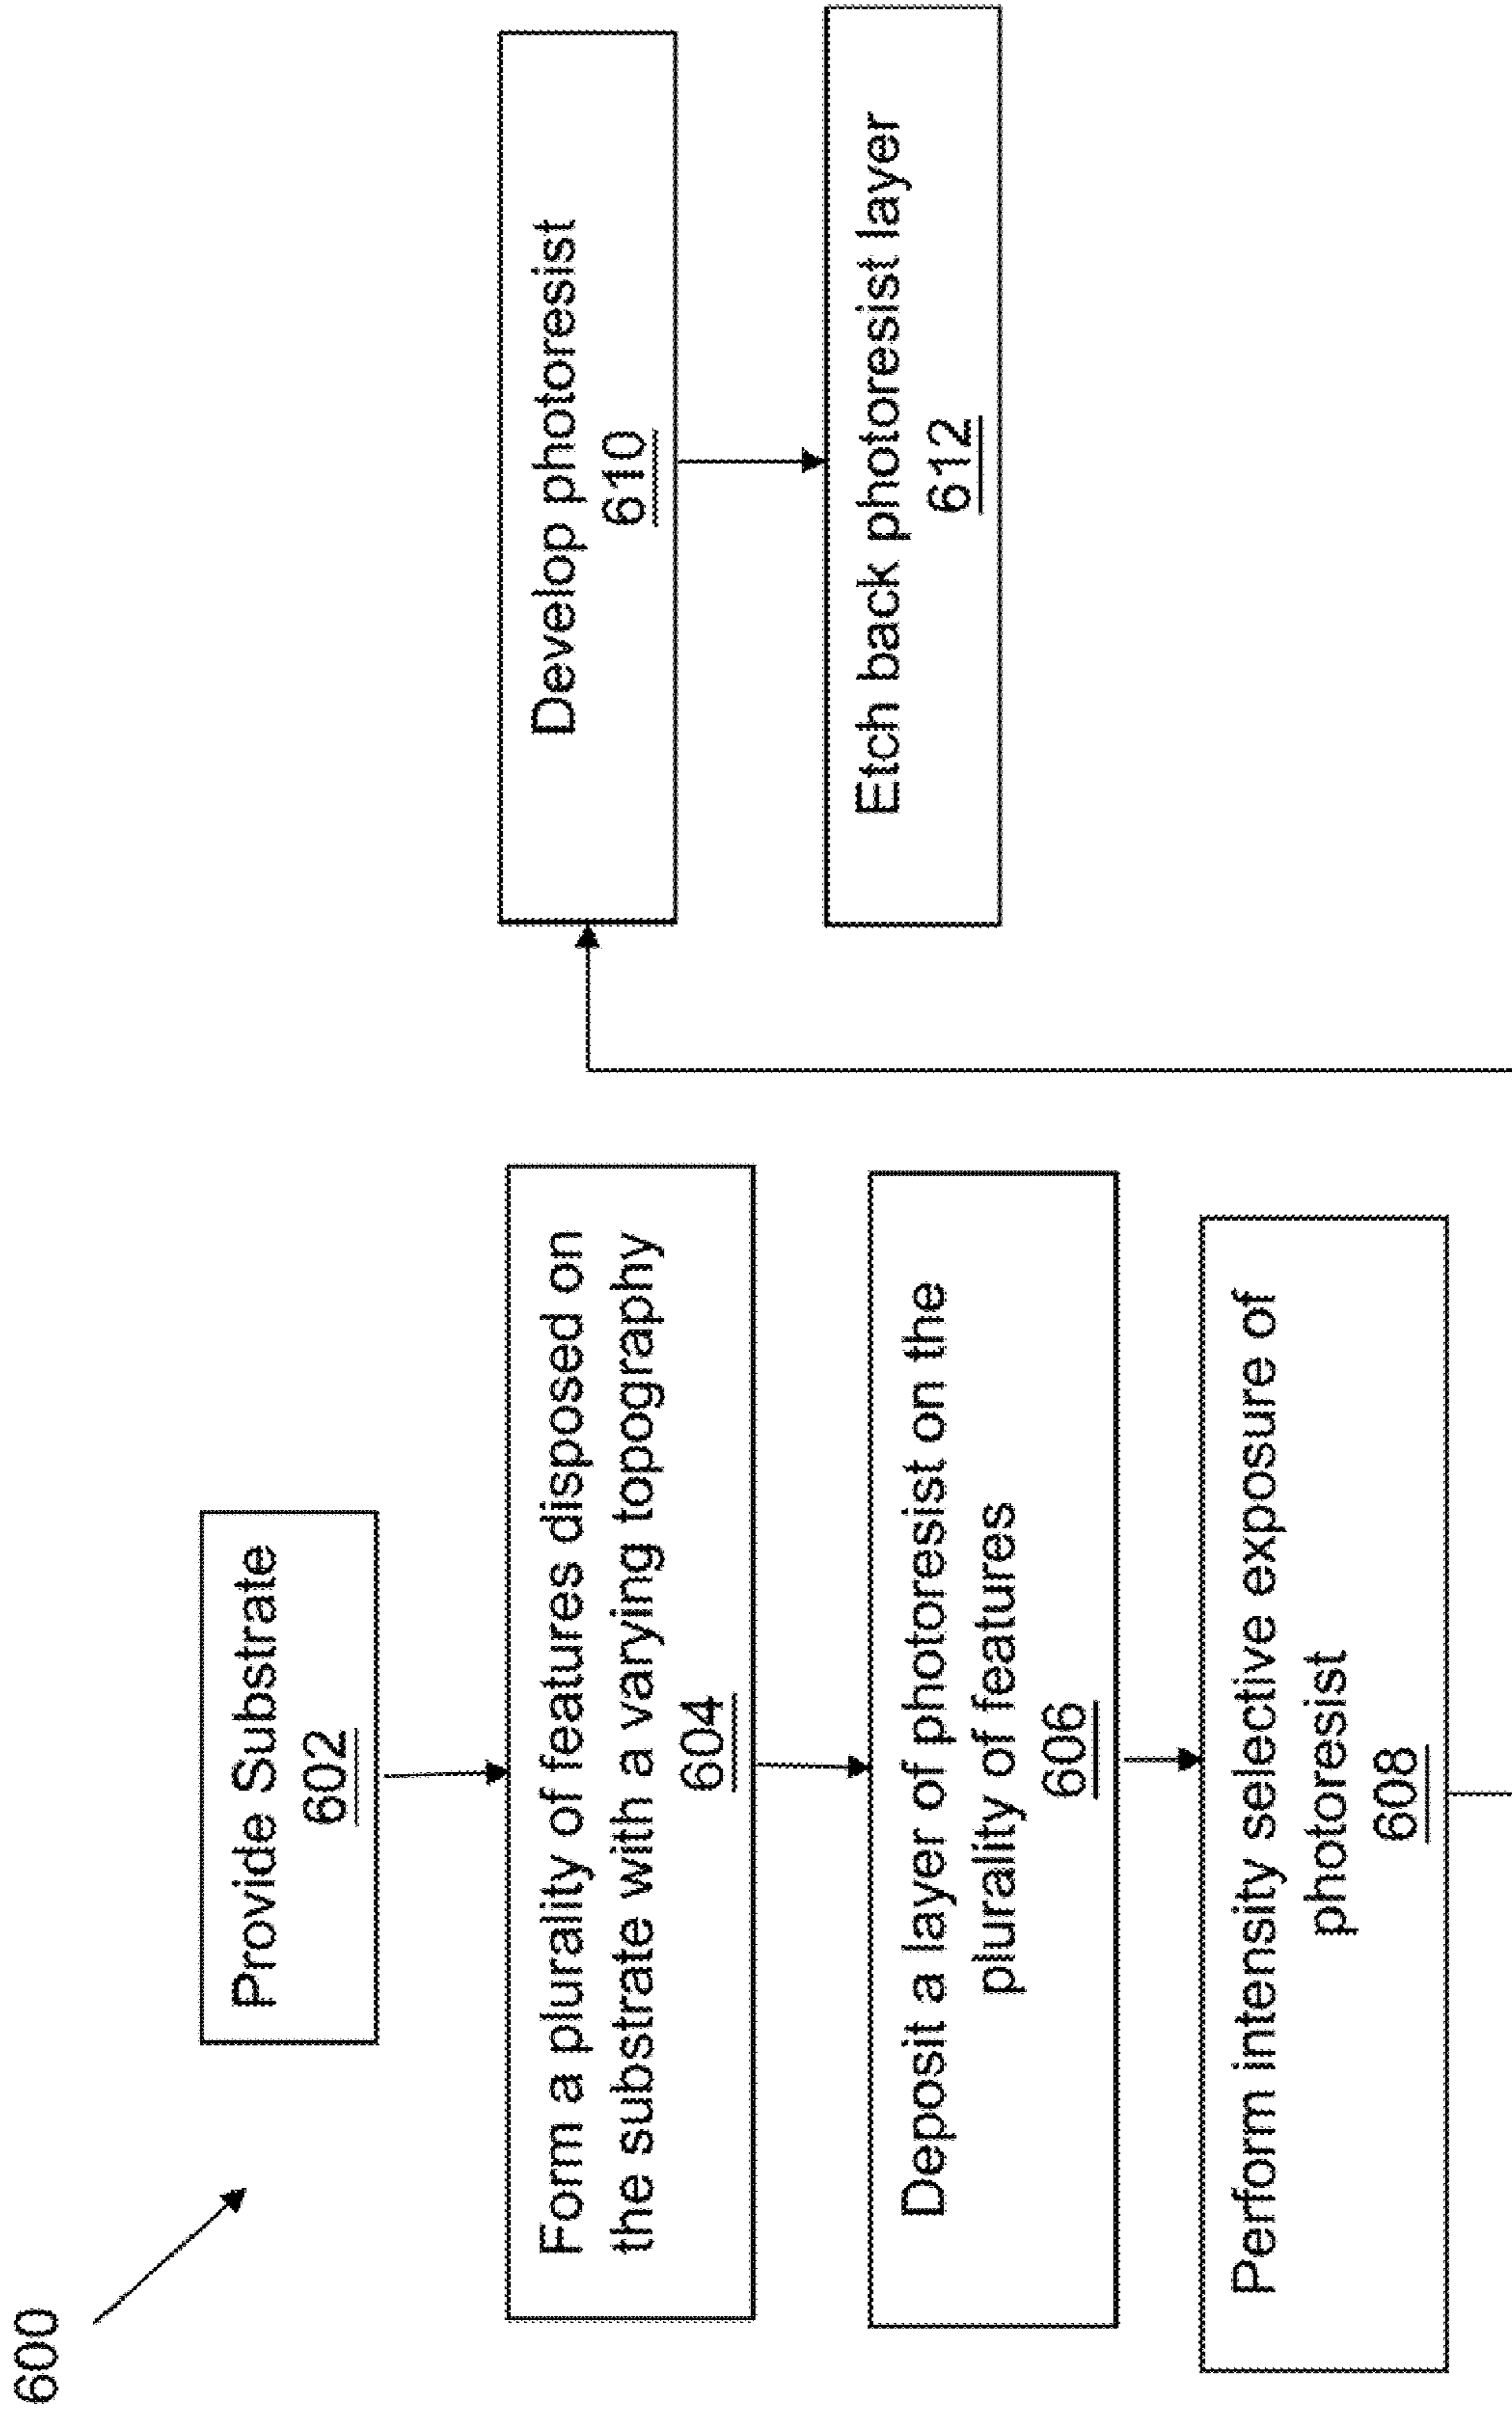 600
Provide Substrate
602
Form a plurality of features disposed on
the substrate with a varying topography
604
Deposit a layer of photoresist on the
plurality of features
606
Perform intensity selective exposure of
photoresist
608
Develop photoresist
610
Etch back photoresist layer
612